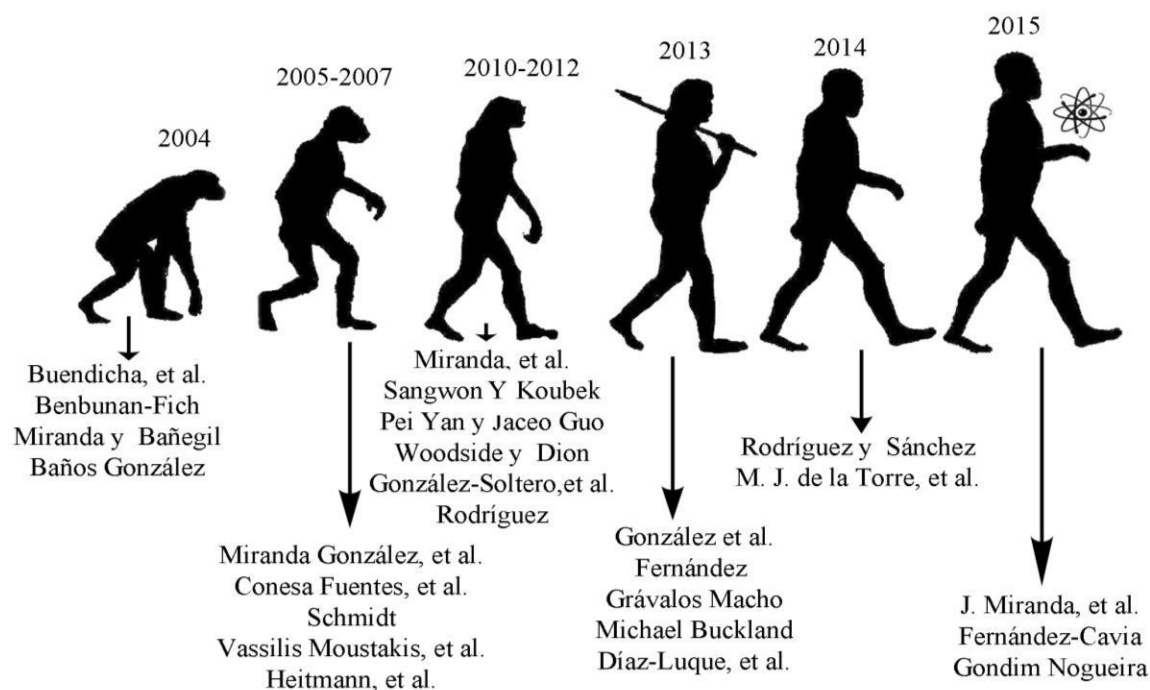 2004
Buendicha, et al.
Benbunan-Fich
Miranda y Bañegil
Baños González
2005-2007
Miranda González, et al.
Conesa Fuentes, et al.
Schmidt
Vassilis Moustakis, et al.
Heitmann, et al.
2010-2012
Miranda, et al.
Sangwon Y Koubek
Pei Yan y Jaceo Guo
Woodside y Dion
González-Soltero,et al.
Rodríguez
2013
González et al.
Fernández
Grávalos Macho
Michael Buckland
Díaz-Luque, et al.
2014
Rodríguez y Sánchez
M. J. de la Torre, et al.
2015
J. Miranda, et al.
Fernández-Cavia
Gondim Nogueira